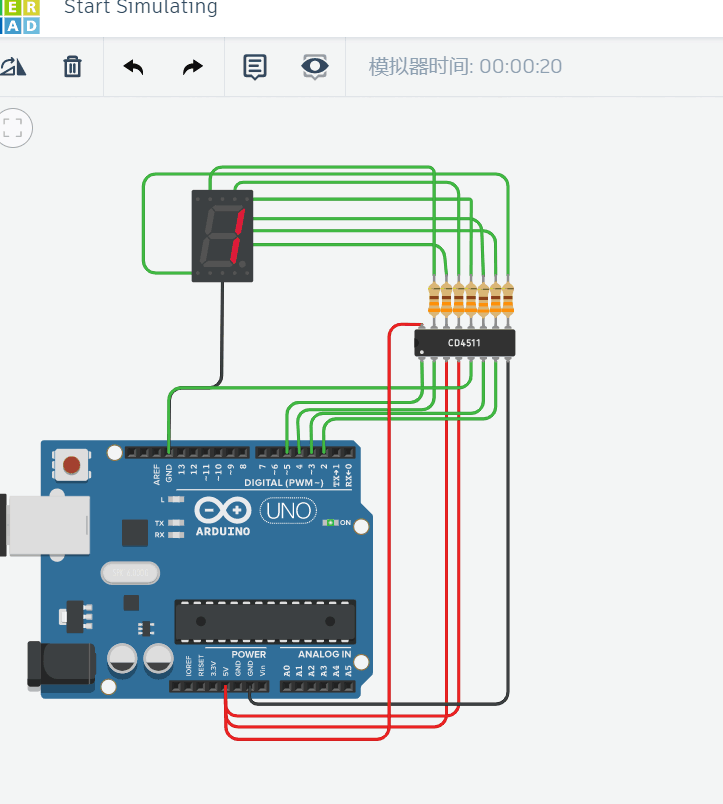 ER
AD
Start Simulating
模拟器时间: 00:00:20
CD4511
AREF
GND
13
12
~11
~10
~9
8
7
~6
~5
4
~3
2
TX→1
RX←0
DIGITAL (PWM~)
L
TX
RX
ARDUINO
UNO
ON
POWER
ANALOG IN
IOREF
RESET
3.3V
5V
GND
GND
Vin
A0
A1
A2
A3
A4
A5